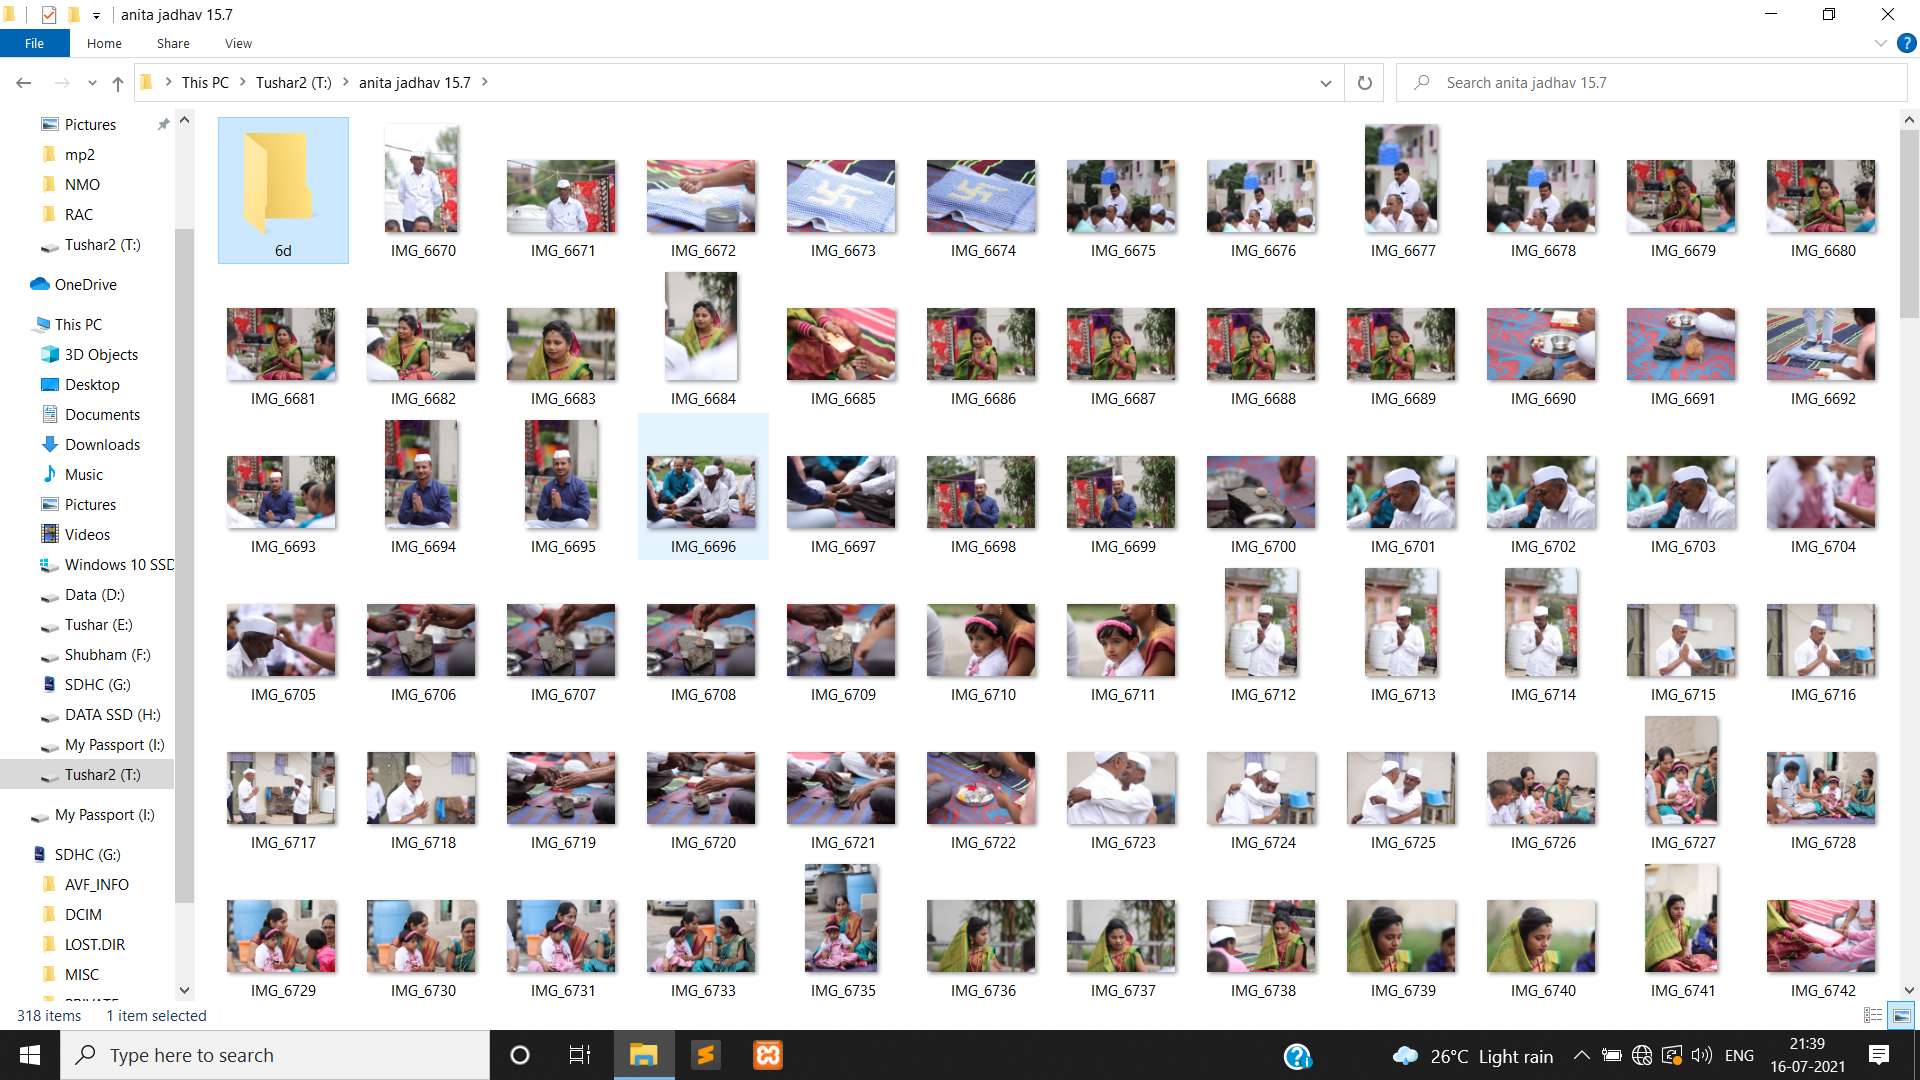 anita jadhav 15.7
File Home Share View
This PC Tushar2 (T:) anita jadhav 15.7
Search anita jadhav 15.7
Pictures
mp2
NMO
RAC
Tushar2 (T:)
OneDrive
This PC
3D Objects
Desktop
Documents
Downloads
Music
Pictures
Videos
Windows 10 SSD
Data (D:)
Tushar (E:)
Shubham (F:)
SDHC (G:)
DATA SSD (H:)
My Passport (I:)
Tushar2 (T:)
My Passport (I:)
SDHC (G:)
AVF_INFO
DCIM
LOST.DIR
MISC
PRIVATE
6d IMG_6670 IMG_6671 IMG_6672 IMG_6673 IMG_6674 IMG_6675 IMG_6676 IMG_6677 IMG_6678 IMG_6679 IMG_6680
IMG_6681 IMG_6682 IMG_6683 IMG_6684 IMG_6685 IMG_6686 IMG_6687 IMG_6688 IMG_6689 IMG_6690 IMG_6691 IMG_6692
IMG_6693 IMG_6694 IMG_6695 IMG_6696 IMG_6697 IMG_6698 IMG_6699 IMG_6700 IMG_6701 IMG_6702 IMG_6703 IMG_6704
IMG_6705 IMG_6706 IMG_6707 IMG_6708 IMG_6709 IMG_6710 IMG_6711 IMG_6712 IMG_6713 IMG_6714 IMG_6715 IMG_6716
IMG_6717 IMG_6718 IMG_6719 IMG_6720 IMG_6721 IMG_6722 IMG_6723 IMG_6724 IMG_6725 IMG_6726 IMG_6727 IMG_6728
IMG_6729 IMG_6730 IMG_6731 IMG_6733 IMG_6735 IMG_6736 IMG_6737 IMG_6738 IMG_6739 IMG_6740 IMG_6741 IMG_6742
318 items 1 item selected
Type here to search
26°C Light rain
ENG
21:39
16-07-2021